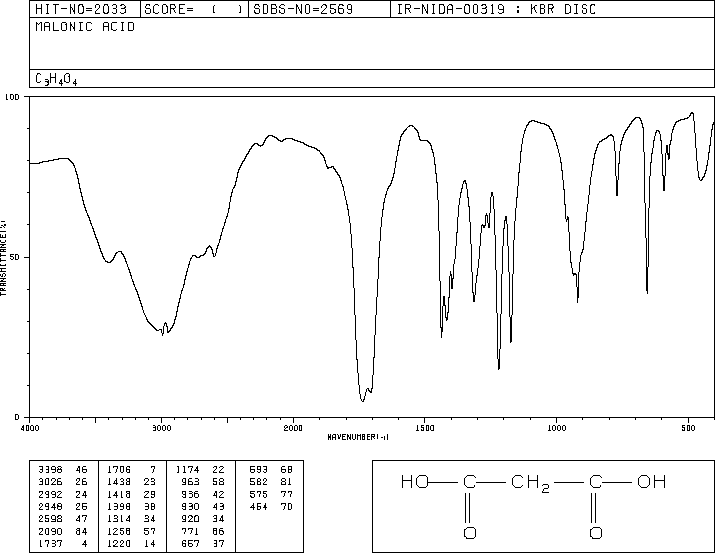 HIT-NO=2033 SCORE= ( ) SDBS-NO=2569 IR-NIDA-00319 : KBR DISC
MALONIC ACID
C3H4O4
100
50
0
TRANSMITTANCE(%)
4000 3000 2000 1500 1000 500
WAVENUMBER(-1)
3398 46 1706 7 1174 22 593 68
3026 26 1438 23 963 58 582 81
2992 24 1418 29 936 42 575 77
2948 25 1398 38 930 43 454 70
2598 47 1314 34 920 34
2090 84 1258 57 771 86
1737 4 1220 14 657 37
HO C CH2 C OH
O O